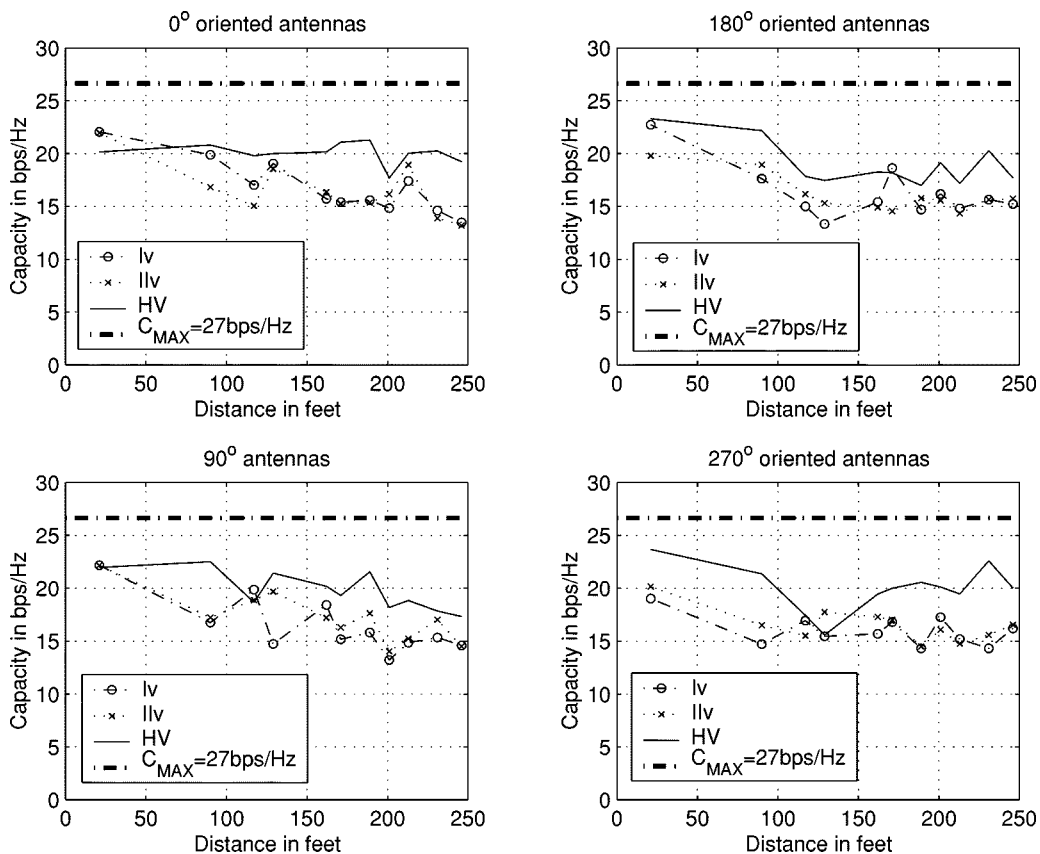 0° oriented antennas
30
25
20
15
10
5
0
Capacity in bps/Hz
Iv
IIv
HV
C_MAX=27bps/Hz
0 50 100 150 200 250
Distance in feet
180° oriented antennas
30
25
20
15
10
5
0
Capacity in bps/Hz
Iv
IIv
HV
C_MAX=27bps/Hz
0 50 100 150 200 250
Distance in feet
90° antennas
30
25
20
15
10
5
0
Capacity in bps/Hz
Iv
IIv
HV
C_MAX=27bps/Hz
0 50 100 150 200 250
Distance in feet
270° oriented antennas
30
25
20
15
10
5
0
Capacity in bps/Hz
Iv
IIv
HV
C_MAX=27bps/Hz
0 50 100 150 200 250
Distance in feet